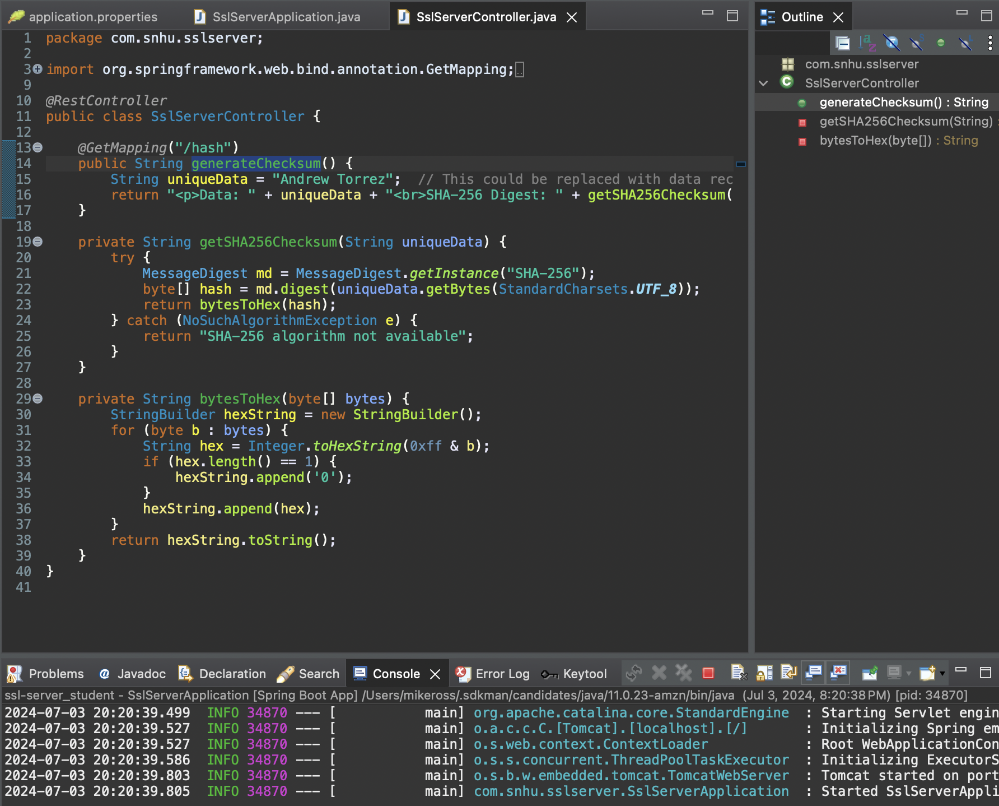 application.properties
SslServerApplication.java
SslServerController.java
Outline
1 package com.snhu.sslserver;
2
3 import org.springframework.web.bind.annotation.GetMapping;
9
10 @RestController
11 public class SslServerController {
12
13 @GetMapping("/hash")
14 public String generateChecksum() {
15 String uniqueData = "Andrew Torrez"; // This could be replaced with data rec
16 return "<p>Data: " + uniqueData + "<br>SHA-256 Digest: " + getSHA256Checksum(
17 }
18
19 private String getSHA256Checksum(String uniqueData) {
20 try {
21 MessageDigest md = MessageDigest.getInstance("SHA-256");
22 byte[] hash = md.digest(uniqueData.getBytes(StandardCharsets.UTF_8));
23 return bytesToHex(hash);
24 } catch (NoSuchAlgorithmException e) {
25 return "SHA-256 algorithm not available";
26 }
27 }
28
29 private String bytesToHex(byte[] bytes) {
30 StringBuilder hexString = new StringBuilder();
31 for (byte b : bytes) {
32 String hex = Integer.toHexString(0xff & b);
33 if (hex.length() == 1) {
34 hexString.append('0');
35 }
36 hexString.append(hex);
37 }
38 return hexString.toString();
39 }
40 }
41
com.snhu.sslserver
SslServerController
generateChecksum() : String
getSHA256Checksum(String) :
bytesToHex(byte[]) : String
Problems
Javadoc
Declaration
Search
Console
Error Log
Keytool
ssl-server_student - SslServerApplication [Spring Boot App] /Users/mikeross/.sdkman/candidates/java/11.0.23-amzn/bin/java (Jul 3, 2024, 8:20:38 PM) [pid: 34870]
2024-07-03 20:20:39.499 INFO 34870 --- [ main] org.apache.catalina.core.StandardEngine : Starting Servlet engin
2024-07-03 20:20:39.527 INFO 34870 --- [ main] o.a.c.c.C.[Tomcat].[localhost].[/] : Initializing Spring em
2024-07-03 20:20:39.527 INFO 34870 --- [ main] o.s.web.context.ContextLoader : Root WebApplicationCon
2024-07-03 20:20:39.586 INFO 34870 --- [ main] o.s.s.concurrent.ThreadPoolTaskExecutor : Initializing ExecutorS
2024-07-03 20:20:39.803 INFO 34870 --- [ main] o.s.b.w.embedded.tomcat.TomcatWebServer : Tomcat started on port
2024-07-03 20:20:39.805 INFO 34870 --- [ main] com.snhu.sslserver.SslServerApplication : Started SslServerAppli